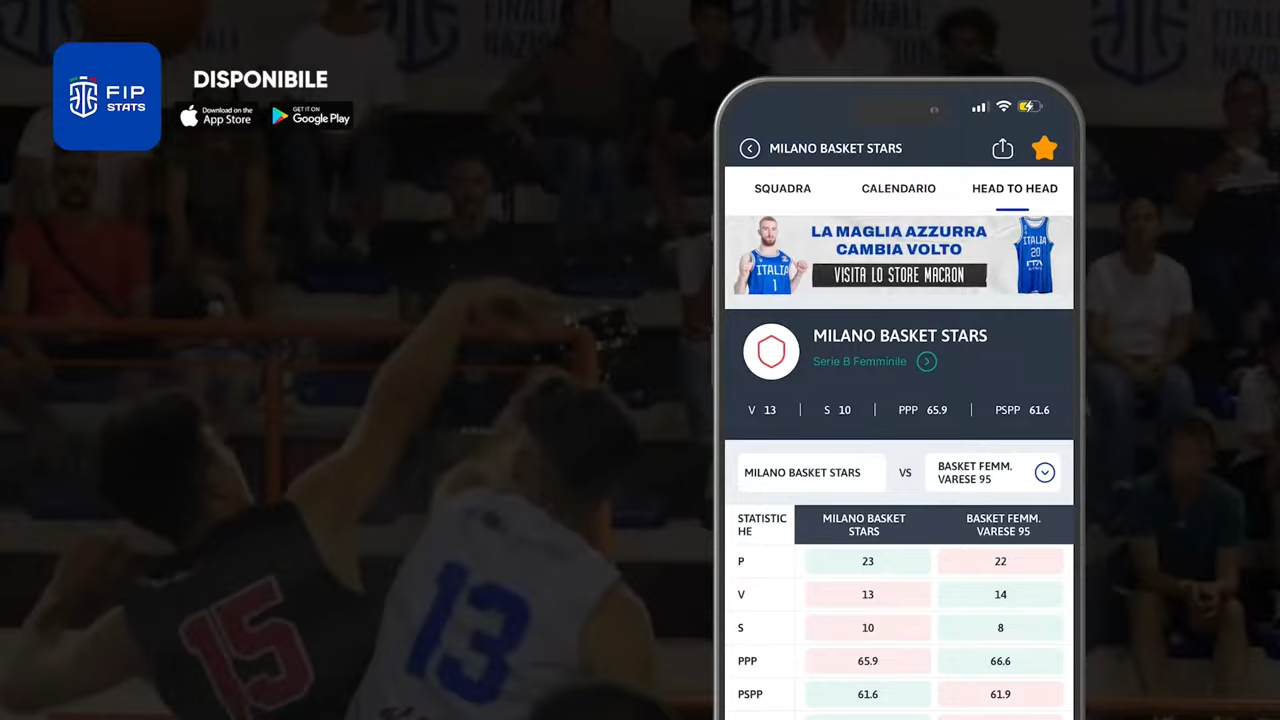 FIP
STATS
DISPONIBILE
Download on the
App Store
GET IT ON
Google Play
MILANO BASKET STARS
SQUADRA
CALENDARIO
HEAD TO HEAD
LA MAGLIA AZZURRA
CAMBIA VOLTO
VISITA LO STORE MACRON
ITALIA
1
ITALIA
20
MILANO BASKET STARS
Serie B Femminile
V 13 | S 10 | PPP 65.9 | PSPP 61.6
MILANO BASKET STARS
VS
BASKET FEMM.
VARESE 95
STATISTIC
HE
MILANO BASKET
STARS
BASKET FEMM.
VARESE 95
P 23 22
V 13 14
S 10 8
PPP 65.9 66.6
PSPP 61.6 61.9
15
13
FINALI
NAZIO